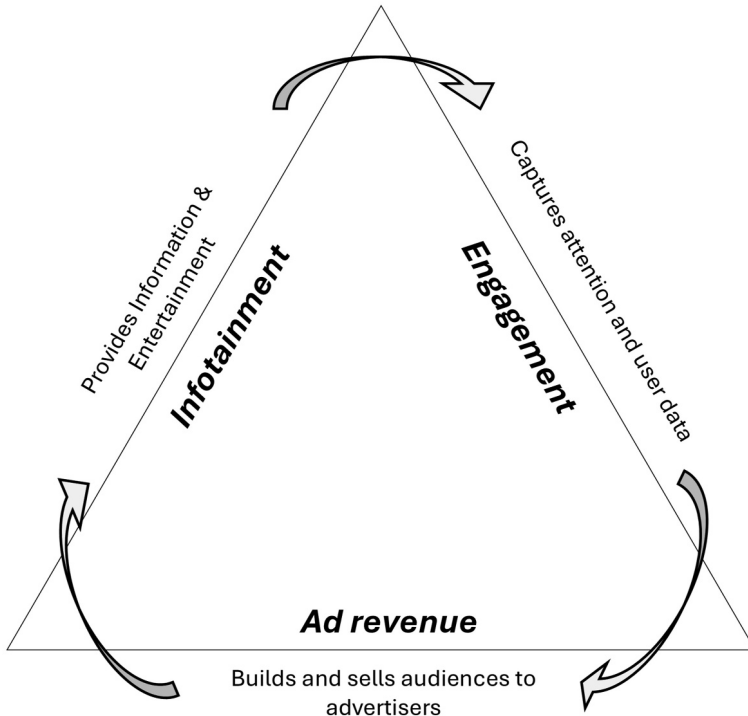 Provides Information &
Entertainment
Infotainment
Engagement
Captures attention and user data
Ad revenue
Builds and sells audiences to
advertisers